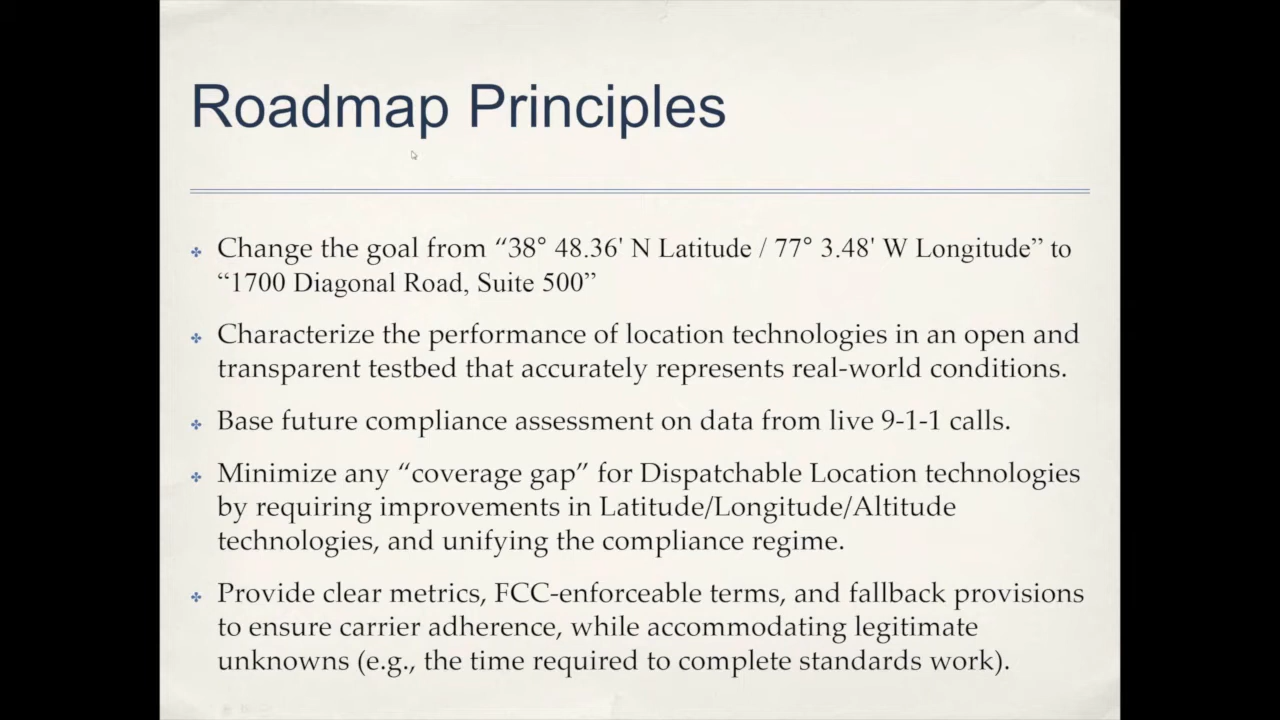 Roadmap Principles
Change the goal from “38° 48.36' N Latitude / 77° 3.48' W Longitude” to
“1700 Diagonal Road, Suite 500”
Characterize the performance of location technologies in an open and
transparent testbed that accurately represents real-world conditions.
Base future compliance assessment on data from live 9-1-1 calls.
Minimize any “coverage gap” for Dispatchable Location technologies
by requiring improvements in Latitude/Longitude/Altitude
technologies, and unifying the compliance regime.
Provide clear metrics, FCC-enforceable terms, and fallback provisions
to ensure carrier adherence, while accommodating legitimate
unknowns (e.g., the time required to complete standards work).